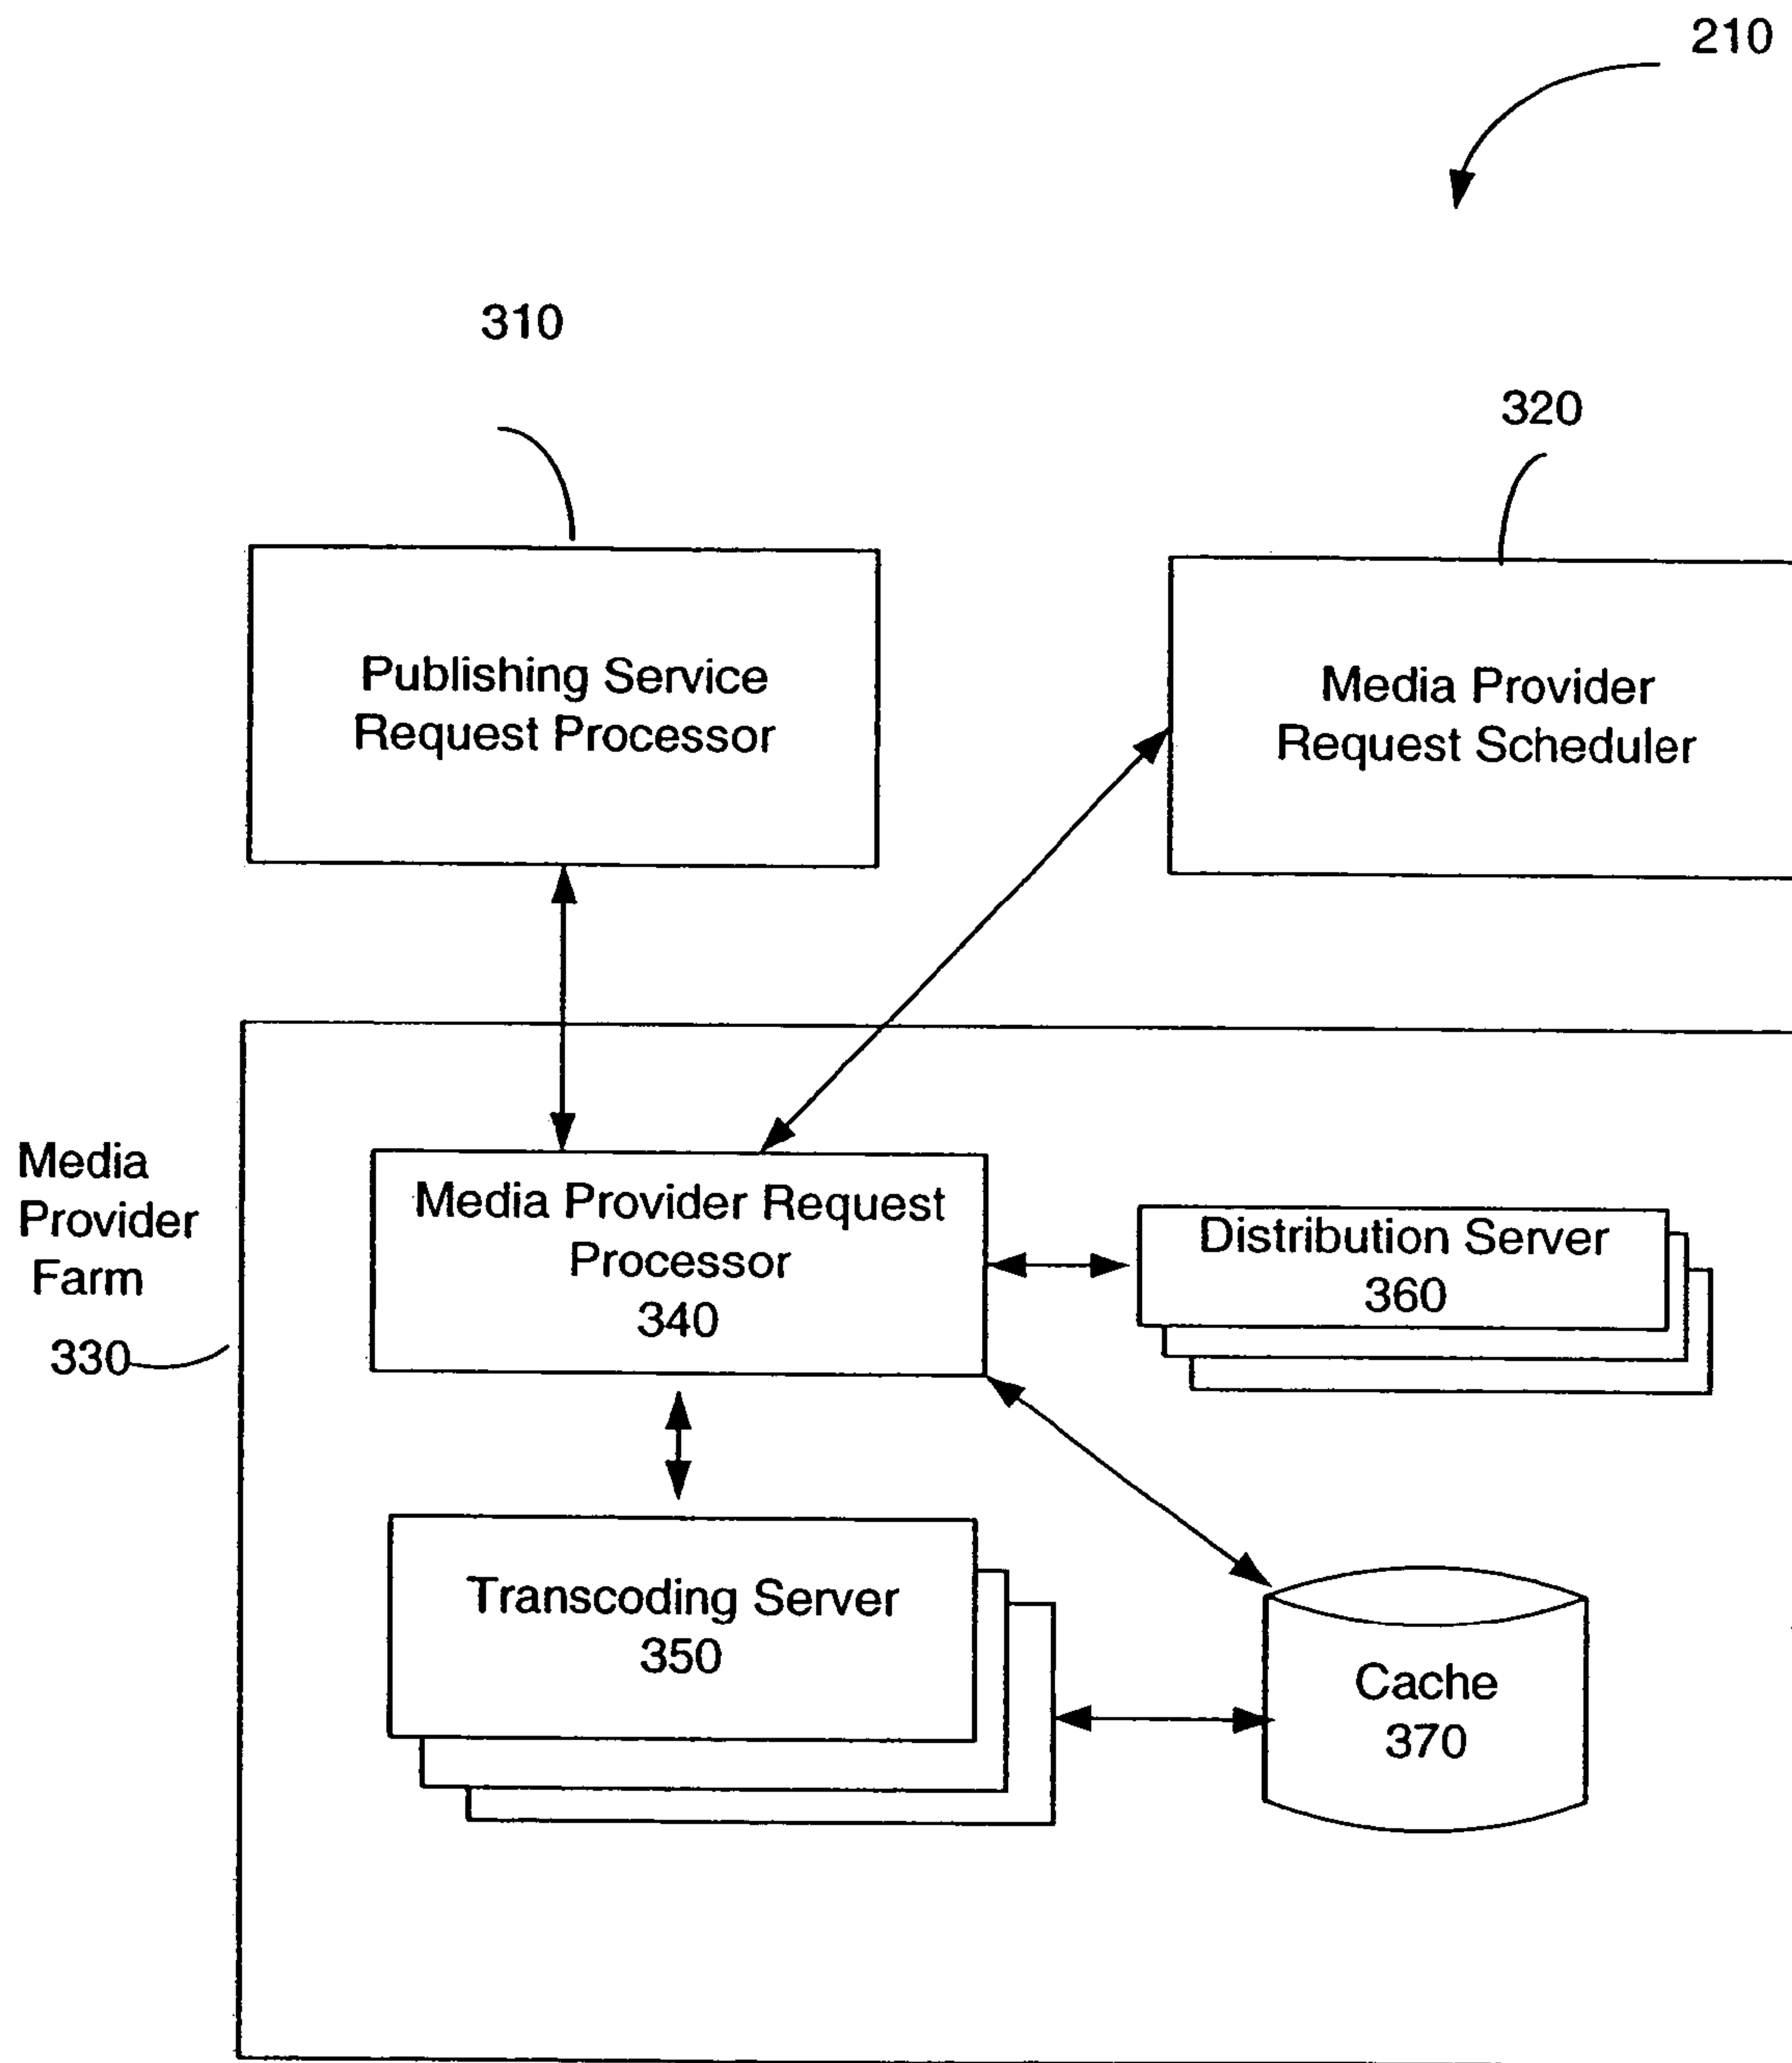 210
310
320
Publishing Service
Request Processor
Media Provider
Request Scheduler
Media
Provider
Farm
330
Media Provider Request
Processor
340
Distribution Server
360
Transcoding Server
350
Cache
370